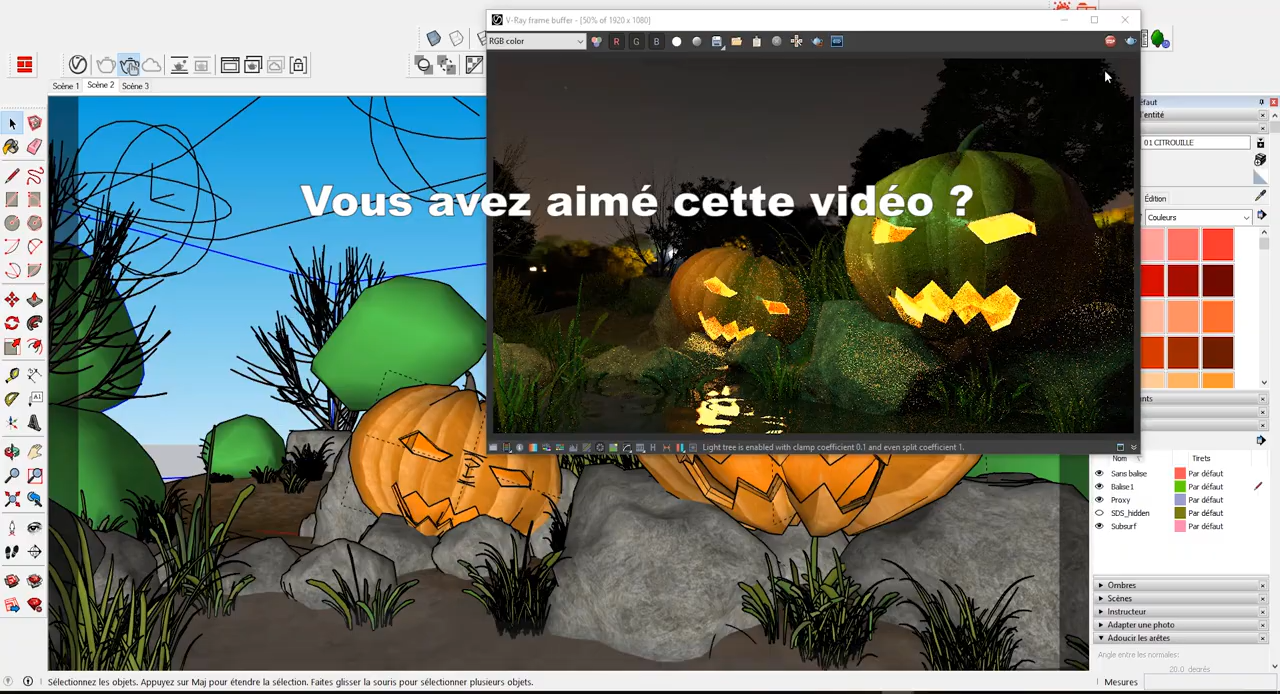 V-Ray frame buffer - [50% of 1920 x 1080]
RGB color
R G B
Scène 1 Scène 2 Scène 3
éfaut
d'entité
01 CITROUILLE
Édition
Couleurs
Vous avez aimé cette vidéo ?
A1
Light tree is enabled with clamp coefficient 0.1 and even split coefficient 1.
Nom Tirets
Sans balise Par défaut
Balise1 Par défaut
Proxy Par défaut
SDS_hidden Par défaut
Subsurf Par défaut
Ombres
Scènes
Instructeur
Adapter une photo
Adoucir les arêtes
Angle entre les normales:
20.0 degrés
Sélectionnez les objets. Appuyez sur Maj pour étendre la sélection. Faites glisser la souris pour sélectionner plusieurs objets.
Mesures